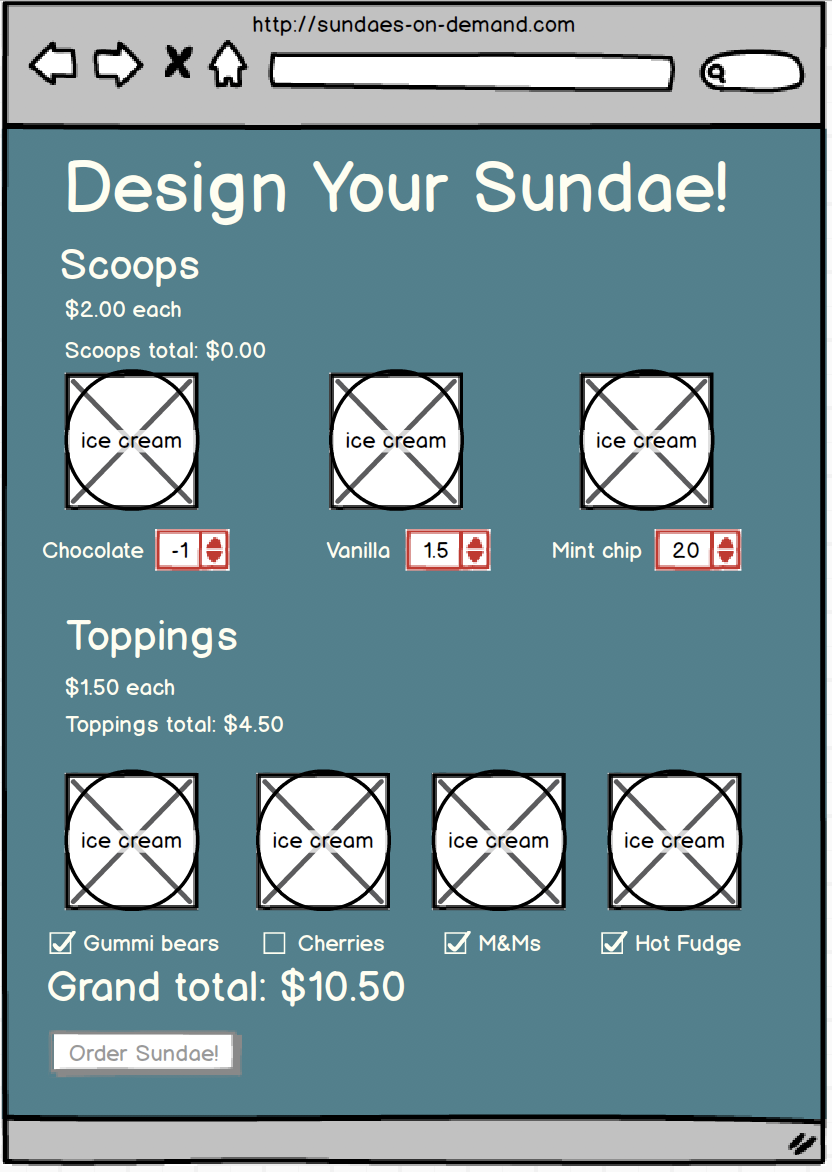 http://sundaes-on-demand.com
Design Your Sundae!
Scoops
$2.00 each
Scoops total: $0.00
ice cream ice cream ice cream
Chocolate -1 Vanilla 1.5 Mint chip 20
Toppings
$1.50 each
Toppings total: $4.50
ice cream ice cream ice cream ice cream
Gummi bears Cherries M&Ms Hot Fudge
Grand total: $10.50
Order Sundae!